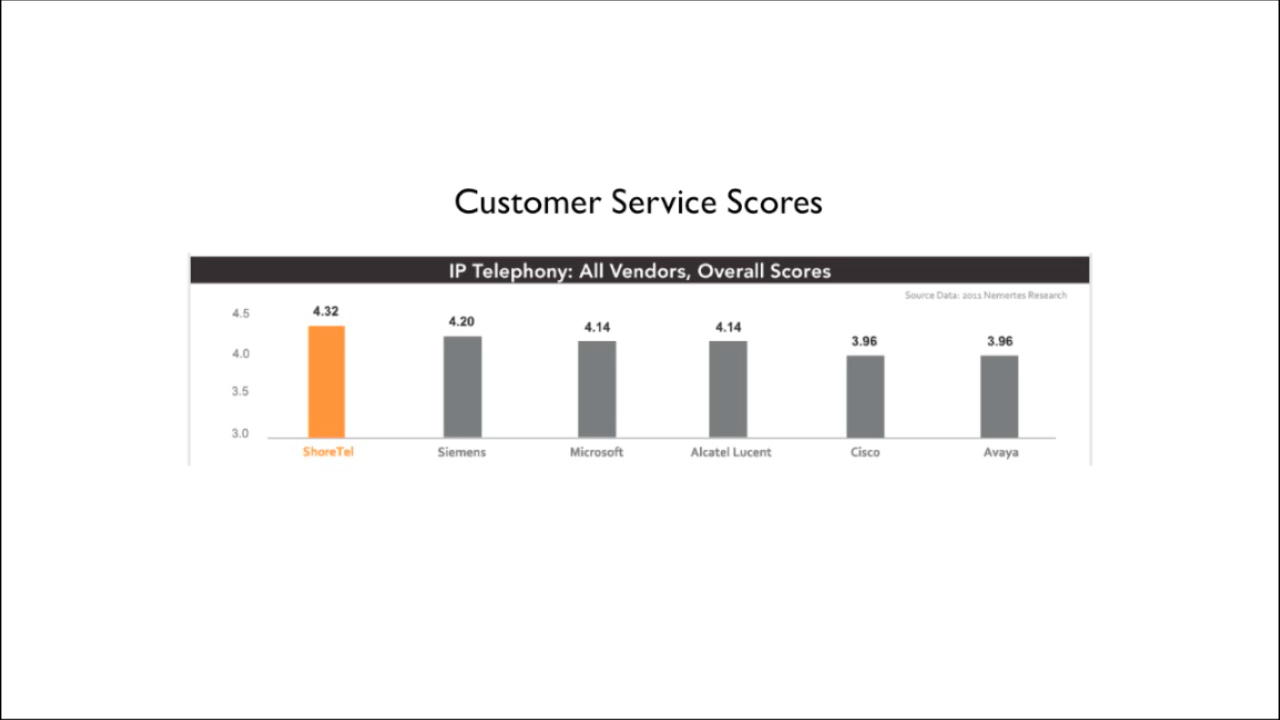 Customer Service Scores
IP Telephony: All Vendors, Overall Scores
Source Data: 2011 Nemertes Research
4.5
4.0
3.5
3.0
4.32
4.20
4.14
4.14
3.96
3.96
ShoreTel
Siemens
Microsoft
Alcatel Lucent
Cisco
Avaya